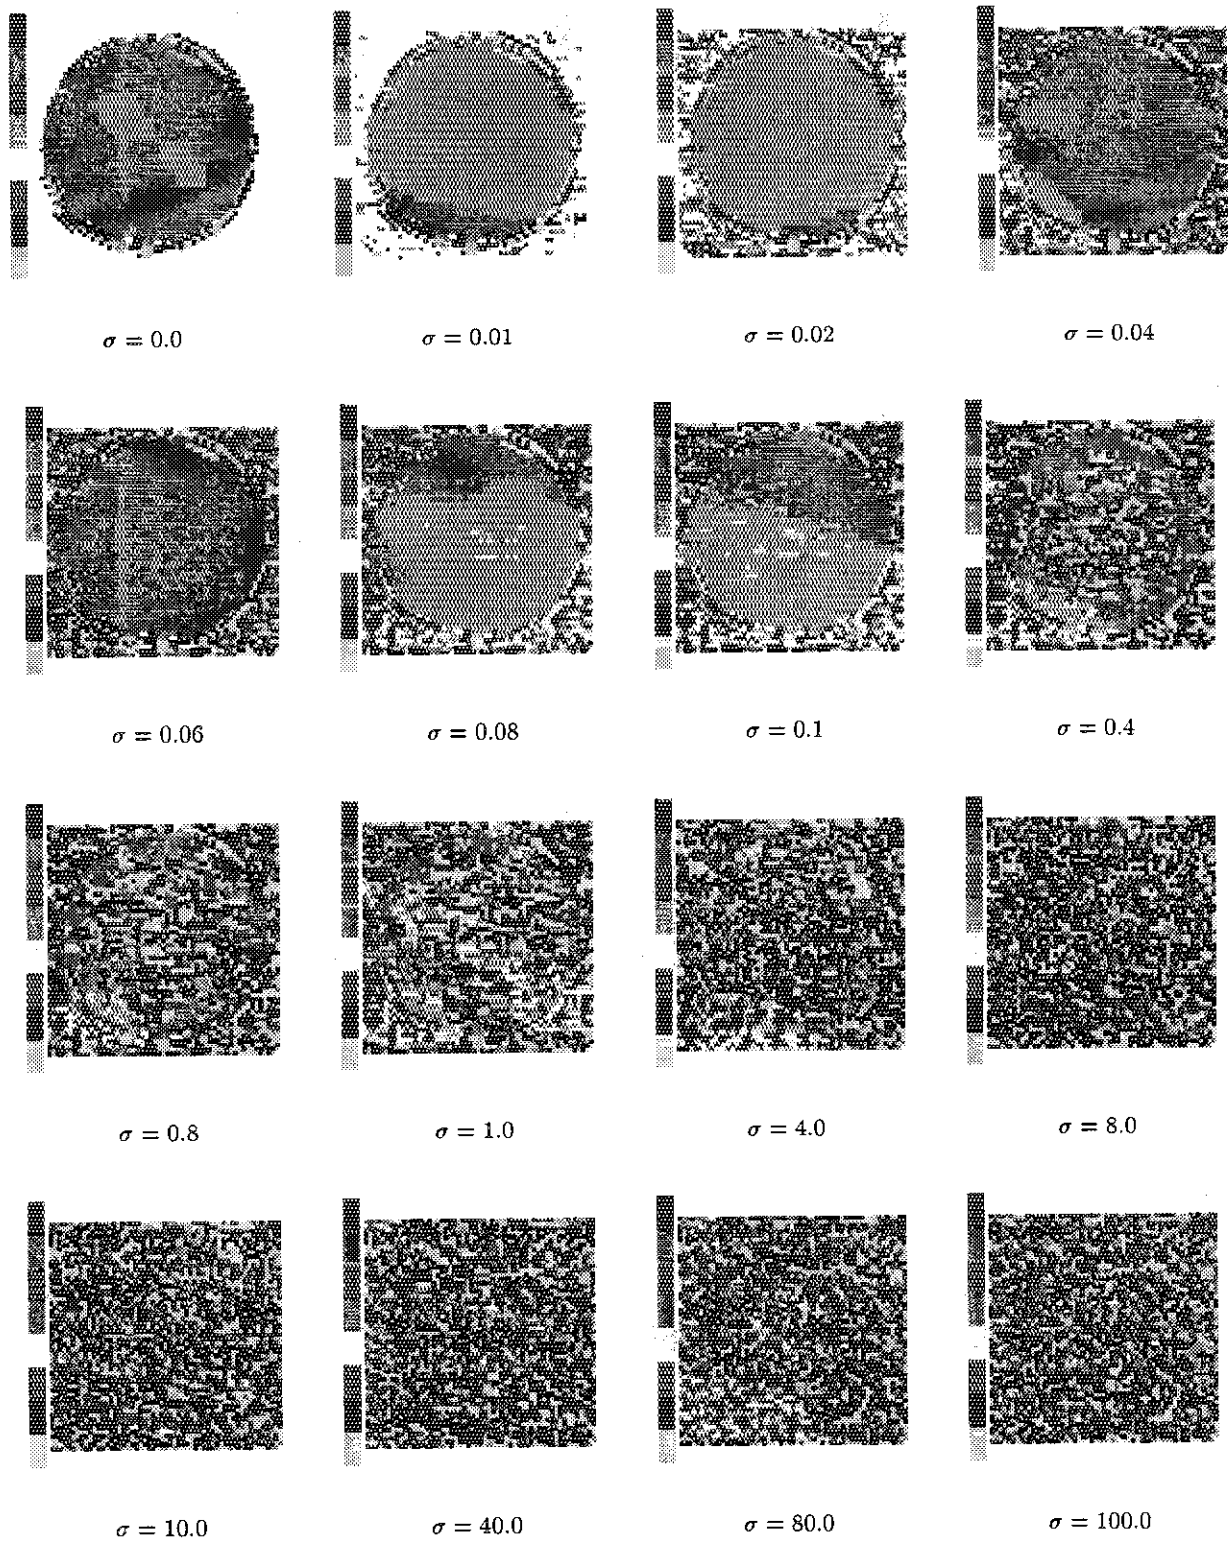 σ = 0.0
σ = 0.01
σ = 0.02
σ = 0.04
σ = 0.06
σ = 0.08
σ = 0.1
σ = 0.4
σ = 0.8
σ = 1.0
σ = 4.0
σ = 8.0
σ = 10.0
σ = 40.0
σ = 80.0
σ = 100.0